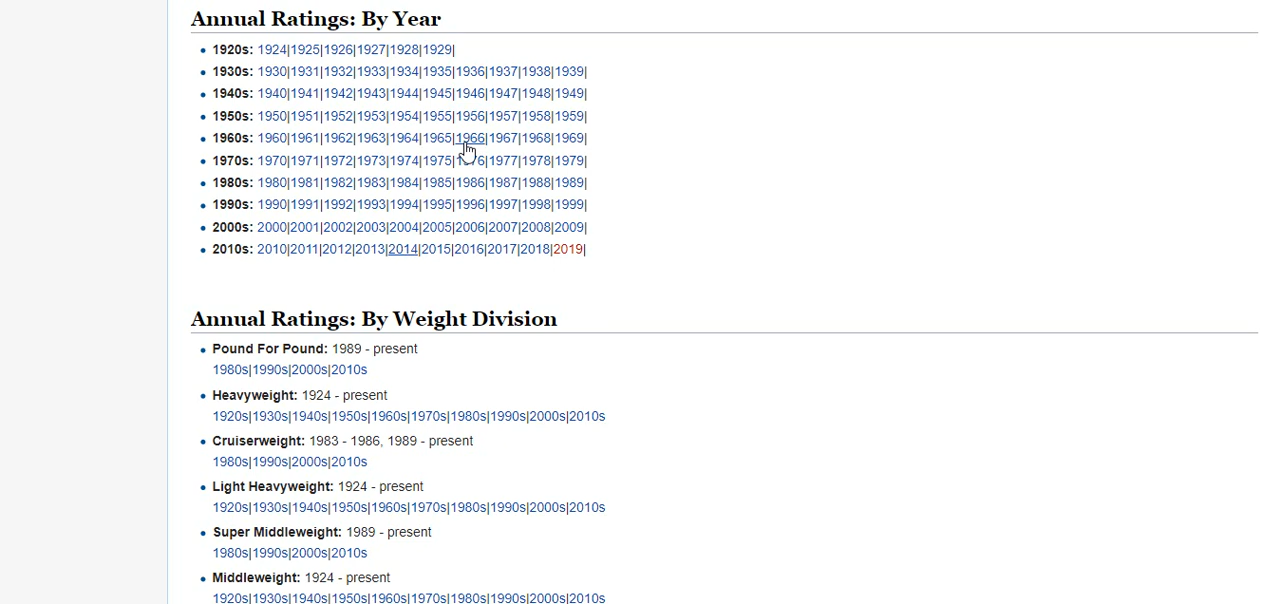 Annual Ratings: By Year
1920s: 1924|1925|1926|1927|1928|1929|
1930s: 1930|1931|1932|1933|1934|1935|1936|1937|1938|1939|
1940s: 1940|1941|1942|1943|1944|1945|1946|1947|1948|1949|
1950s: 1950|1951|1952|1953|1954|1955|1956|1957|1958|1959|
1960s: 1960|1961|1962|1963|1964|1965|1966|1967|1968|1969|
1970s: 1970|1971|1972|1973|1974|1975|1976|1977|1978|1979|
1980s: 1980|1981|1982|1983|1984|1985|1986|1987|1988|1989|
1990s: 1990|1991|1992|1993|1994|1995|1996|1997|1998|1999|
2000s: 2000|2001|2002|2003|2004|2005|2006|2007|2008|2009|
2010s: 2010|2011|2012|2013|2014|2015|2016|2017|2018|2019|
Annual Ratings: By Weight Division
Pound For Pound: 1989 - present
1980s|1990s|2000s|2010s
Heavyweight: 1924 - present
1920s|1930s|1940s|1950s|1960s|1970s|1980s|1990s|2000s|2010s
Cruiserweight: 1983 - 1986, 1989 - present
1980s|1990s|2000s|2010s
Light Heavyweight: 1924 - present
1920s|1930s|1940s|1950s|1960s|1970s|1980s|1990s|2000s|2010s
Super Middleweight: 1989 - present
1980s|1990s|2000s|2010s
Middleweight: 1924 - present
1920s|1930s|1940s|1950s|1960s|1970s|1980s|1990s|2000s|2010s